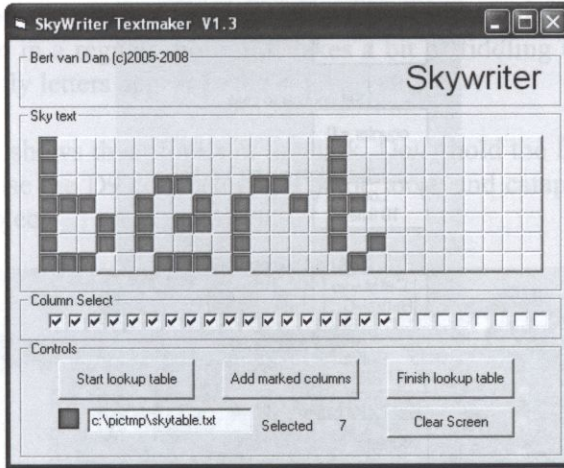 SkyWriter Textmaker V1.3
Bert van Dam (c)2005-2008
Skywriter
Sky text
bert
Column Select
Controls
Start lookup table Add marked columns Finish lookup table
c:\pictmp\skytable.txt Selected 7 Clear Screen